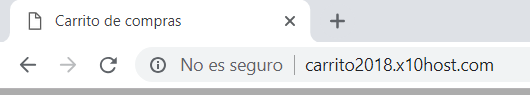 Carrito de compras
No es seguro | carrito2018.x10host.com